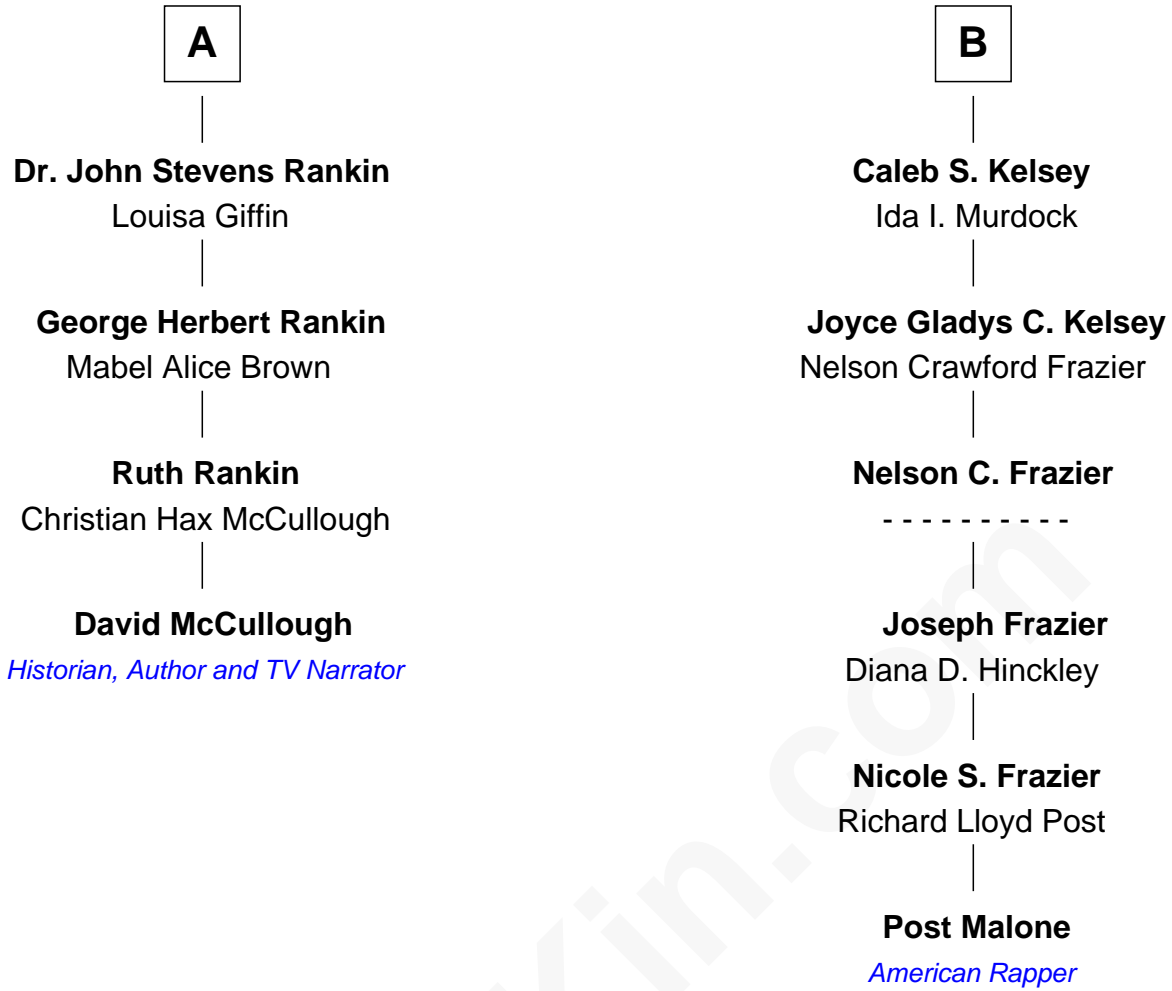 A
Dr. John Stevens Rankin
Louisa Giffin
George Herbert Rankin
Mabel Alice Brown
Ruth Rankin
Christian Hax McCullough
David McCullough
Historian, Author and TV Narrator
B
Caleb S. Kelsey
Ida I. Murdock
Joyce Gladys C. Kelsey
Nelson Crawford Frazier
Nelson C. Frazier
- - - - - - - - - -
Joseph Frazier
Diana D. Hinckley
Nicole S. Frazier
Richard Lloyd Post
Post Malone
American Rapper